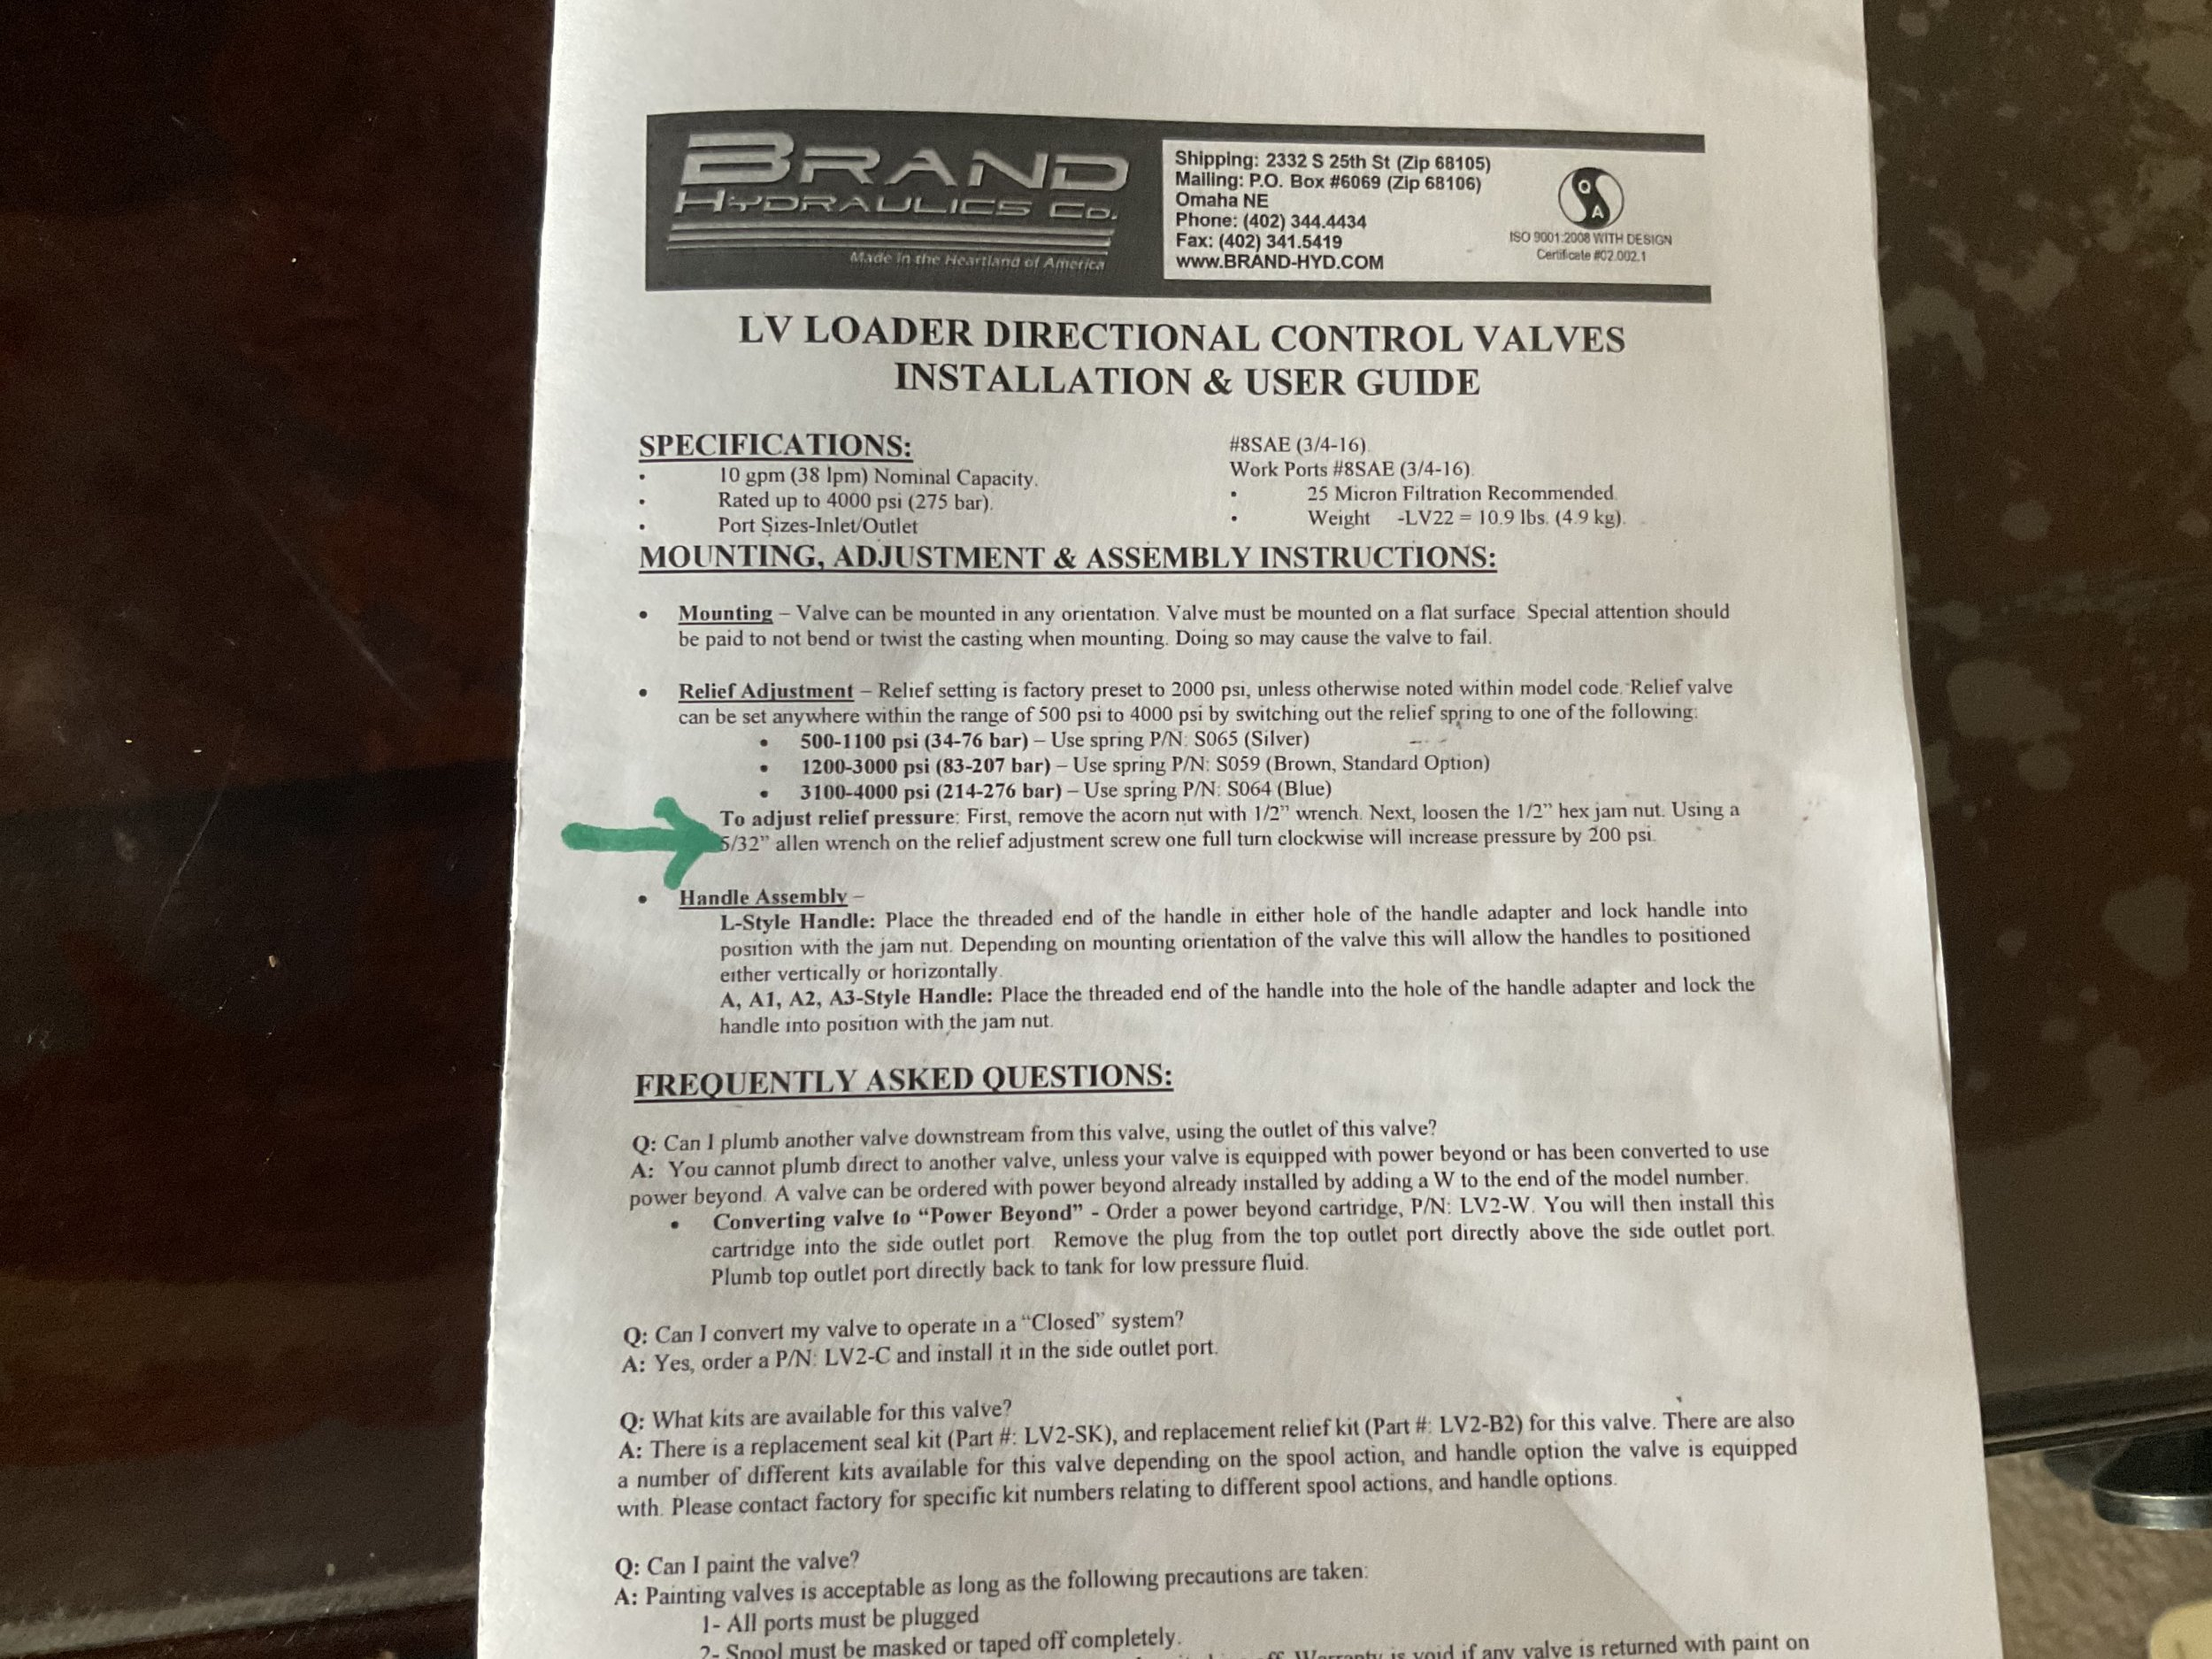 BRAND
HYDRAULICS CO.
Made in the Heartland of America
Shipping: 2332 S 25th St (Zip 68105)
Mailing: P.O. Box #6069 (Zip 68106)
Omaha NE
Phone: (402) 344.4434
Fax: (402) 341.5419
www.BRAND-HYD.COM
Q
A
ISO 9001:2008 WITH DESIGN
Certificate #02.002.1
LV LOADER DIRECTIONAL CONTROL VALVES
INSTALLATION & USER GUIDE
SPECIFICATIONS:
• 10 gpm (38 lpm) Nominal Capacity.
• Rated up to 4000 psi (275 bar).
• Port Sizes-Inlet/Outlet
#8SAE (3/4-16).
Work Ports #8SAE (3/4-16).
• 25 Micron Filtration Recommended.
• Weight -LV22 = 10.9 lbs. (4.9 kg).
MOUNTING, ADJUSTMENT & ASSEMBLY INSTRUCTIONS:
• Mounting – Valve can be mounted in any orientation. Valve must be mounted on a flat surface. Special attention should
be paid to not bend or twist the casting when mounting. Doing so may cause the valve to fail.
• Relief Adjustment – Relief setting is factory preset to 2000 psi, unless otherwise noted within model code. Relief valve
can be set anywhere within the range of 500 psi to 4000 psi by switching out the relief spring to one of the following:
• 500-1100 psi (34-76 bar) – Use spring P/N: S065 (Silver)
• 1200-3000 psi (83-207 bar) – Use spring P/N: S059 (Brown, Standard Option)
• 3100-4000 psi (214-276 bar) – Use spring P/N: S064 (Blue)
To adjust relief pressure: First, remove the acorn nut with 1/2” wrench. Next, loosen the 1/2” hex jam nut. Using a
5/32” allen wrench on the relief adjustment screw one full turn clockwise will increase pressure by 200 psi.
• Handle Assembly –
L-Style Handle: Place the threaded end of the handle in either hole of the handle adapter and lock handle into
position with the jam nut. Depending on mounting orientation of the valve this will allow the handles to positioned
either vertically or horizontally.
A, A1, A2, A3-Style Handle: Place the threaded end of the handle into the hole of the handle adapter and lock the
handle into position with the jam nut.
FREQUENTLY ASKED QUESTIONS:
Q: Can I plumb another valve downstream from this valve, using the outlet of this valve?
A: You cannot plumb direct to another valve, unless your valve is equipped with power beyond or has been converted to use
power beyond. A valve can be ordered with power beyond already installed by adding a W to the end of the model number.
• Converting valve to “Power Beyond” - Order a power beyond cartridge, P/N: LV2-W. You will then install this
cartridge into the side outlet port. Remove the plug from the top outlet port directly above the side outlet port.
Plumb top outlet port directly back to tank for low pressure fluid.
Q: Can I convert my valve to operate in a “Closed” system?
A: Yes, order a P/N: LV2-C and install it in the side outlet port.
Q: What kits are available for this valve?
A: There is a replacement seal kit (Part #: LV2-SK), and replacement relief kit (Part #: LV2-B2) for this valve. There are also
a number of different kits available for this valve depending on the spool action, and handle option the valve is equipped
with. Please contact factory for specific kit numbers relating to different spool actions, and handle options.
Q: Can I paint the valve?
A: Painting valves is acceptable as long as the following precautions are taken:
1- All ports must be plugged
2- Spool must be masked or taped off completely.
Warranty is void if any valve is returned with paint on